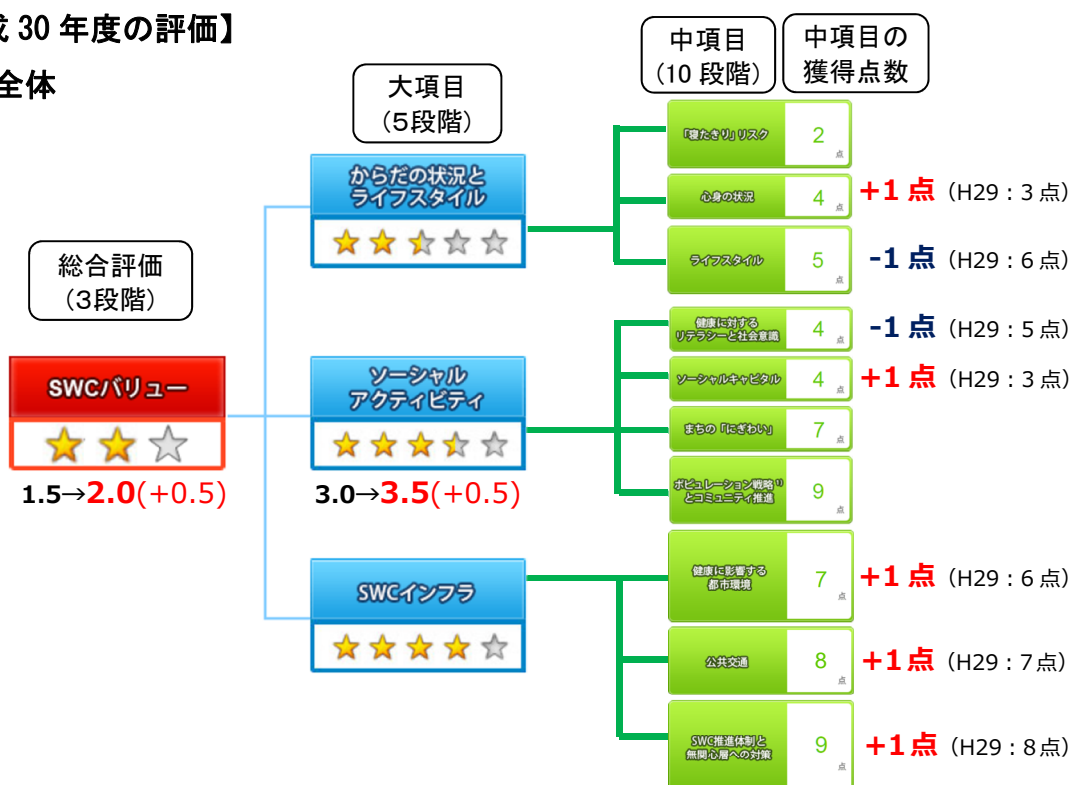 成 30 年度の評価】
全体
総合評価
（3段階）
大項目
（5段階）
中項目
（10 段階）
中項目の
獲得点数
SWCバリュー
1.5→2.0(+0.5)
からだの状況と
ライフスタイル
「寝たきり」リスク
2
点
心身の状況
4
点
+1 点（H29：3 点）
ライフスタイル
5
点
-1 点（H29：6 点）
ソーシャル
アクティビティ
3.0→3.5(+0.5)
健康に対する
リテラシーと社会意識
4
点
-1 点（H29：5 点）
ソーシャルキャピタル
4
点
+1 点（H29：3 点）
まちの「にぎわい」
7
点
ポピュレーション戦略¹⁾
とコミュニティ推進
9
点
SWCインフラ
健康に影響する
都市環境
7
点
+1 点（H29：6 点）
公共交通
8
点
+1 点（H29：7点）
SWC推進体制と
無関心層への対策
9
点
+1 点（H29：8点）